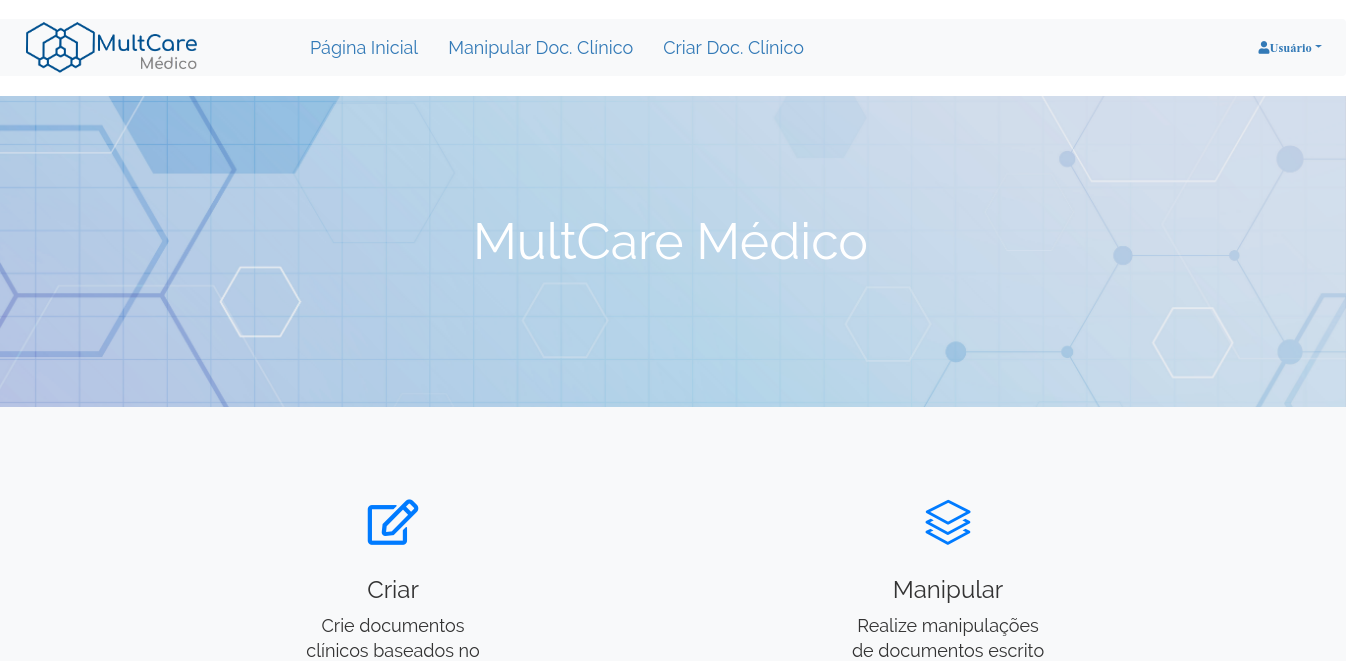 MultCare
Médico
Página Inicial Manipular Doc. Clínico Criar Doc. Clínico
Usuário
MultCare Médico
Criar
Crie documentos
clínicos baseados no
Manipular
Realize manipulações
de documentos escrito